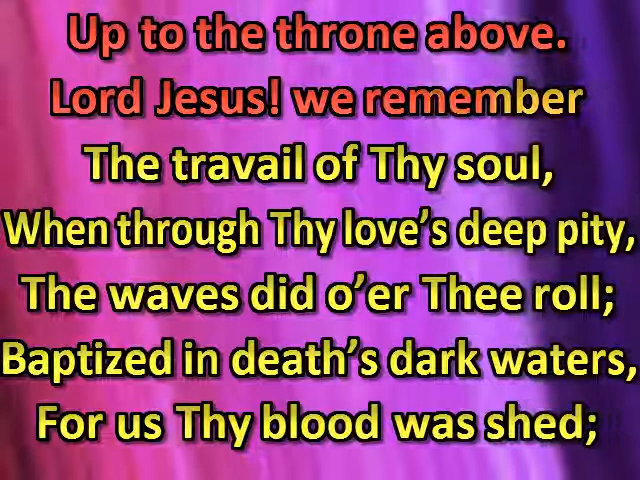 Up to the throne above.
Lord Jesus! we remember
The travail of Thy soul,
When through Thy love’s deep pity,
The waves did o’er Thee roll;
Baptized in death’s dark waters,
For us Thy blood was shed;